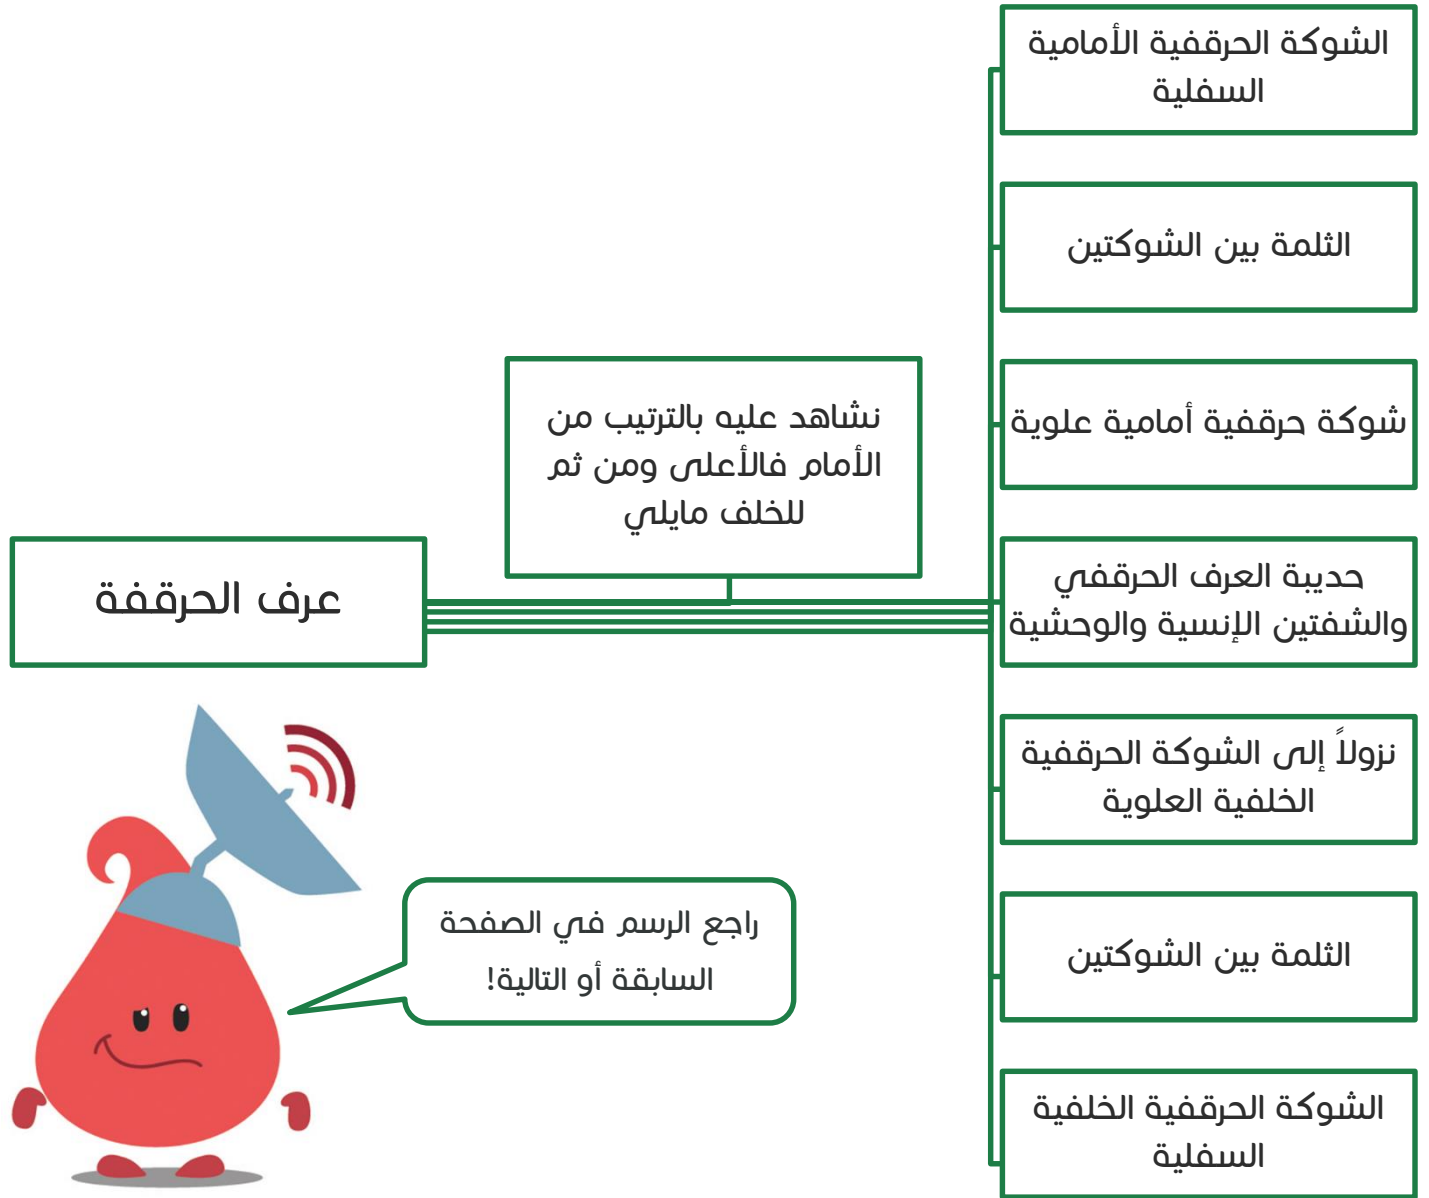 عرف الحرقفة
نشاهد عليه بالترتيب من
الأمام فالأعلى ومن ثم
للخلف مايلي
الشوكة الحرقفية الأمامية
السفلية
الثلمة بين الشوكتين
شوكة حرقفية أمامية علوية
حديبة العرف الحرقفي
والشفتين الإنسية والوحشية
نزولاً إلى الشوكة الحرقفية
الخلفية العلوية
الثلمة بين الشوكتين
الشوكة الحرقفية الخلفية
السفلية
راجع الرسم في الصفحة
السابقة أو التالية!